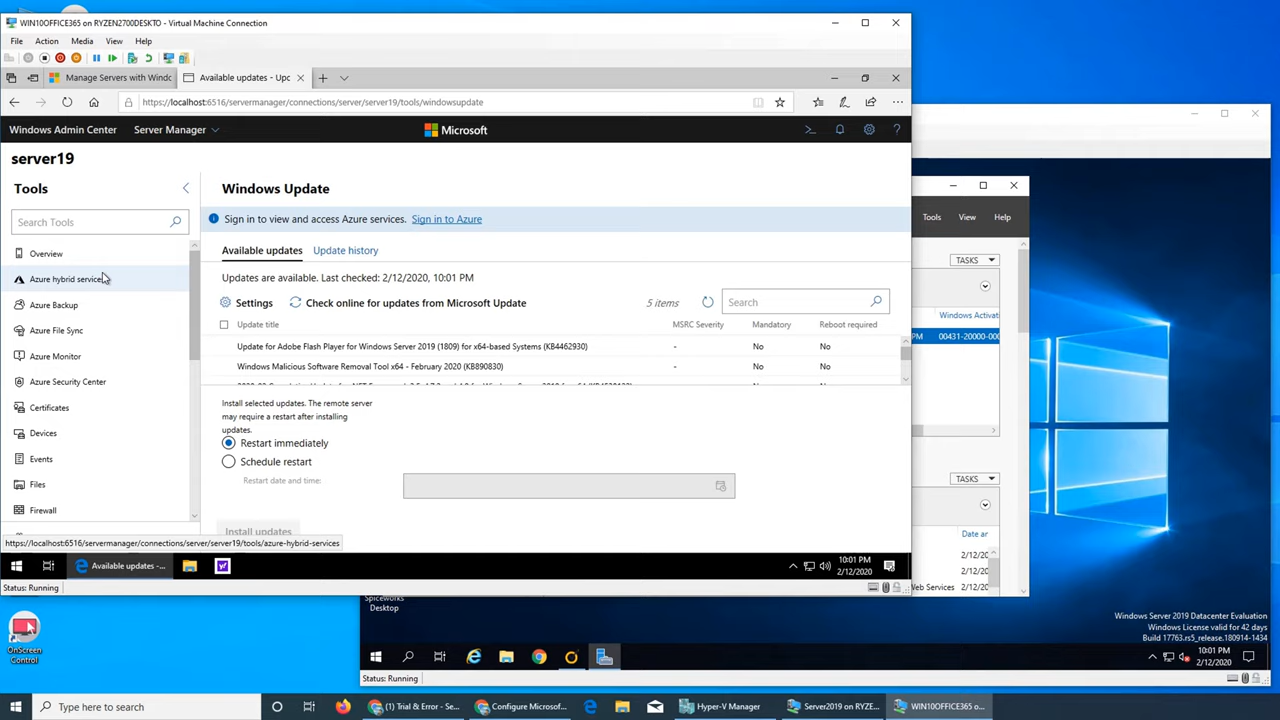 WIN10OFFICE365 on RYZEN2700DESKTO - Virtual Machine Connection
File Action Media View Help
Manage Servers with Windc
Available updates - Upc
https://localhost:6516/servermanager/connections/server/server19/tools/windowsupdate
Windows Admin Center Server Manager Microsoft
server19
Tools
Search Tools
Overview
Azure hybrid services
Azure Backup
Azure File Sync
Azure Monitor
Azure Security Center
Certificates
Devices
Events
Files
Firewall
https://localhost:6516/servermanager/connections/server/server19/tools/azure-hybrid-services
Windows Update
Sign in to view and access Azure services. Sign in to Azure
Available updates Update history
Updates are available. Last checked: 2/12/2020, 10:01 PM
Settings Check online for updates from Microsoft Update 5 items Search
Update title MSRC Severity Mandatory Reboot required
Update for Adobe Flash Player for Windows Server 2019 (1809) for x64-based Systems (KB4462930) - No No
Windows Malicious Software Removal Tool x64 - February 2020 (KB890830) - No No
Install selected updates. The remote server
may require a restart after installing
updates.
Restart immediately
Schedule restart
Restart date and time:
Install updates
Available updates -...
10:01 PM
2/12/2020
Status: Running
Tools View Help
TASKS
Windows Activat
00431-20000-000
TASKS
Date ar
2/12/20
2/12/20
Web Services 2/12/20
Spiceworks
Desktop
Windows Server 2019 Datacenter Evaluation
Windows License valid for 42 days
Build 17763.rs5_release.180914-1434
10:01 PM
2/12/2020
Status: Running
OnScreen
Control
Type here to search
(1) Trial & Error - Se...
Configure Microsof...
Hyper-V Manager
Server2019 on RYZE...
WIN10OFFICE365 o...
10:01 PM
2/12/2020